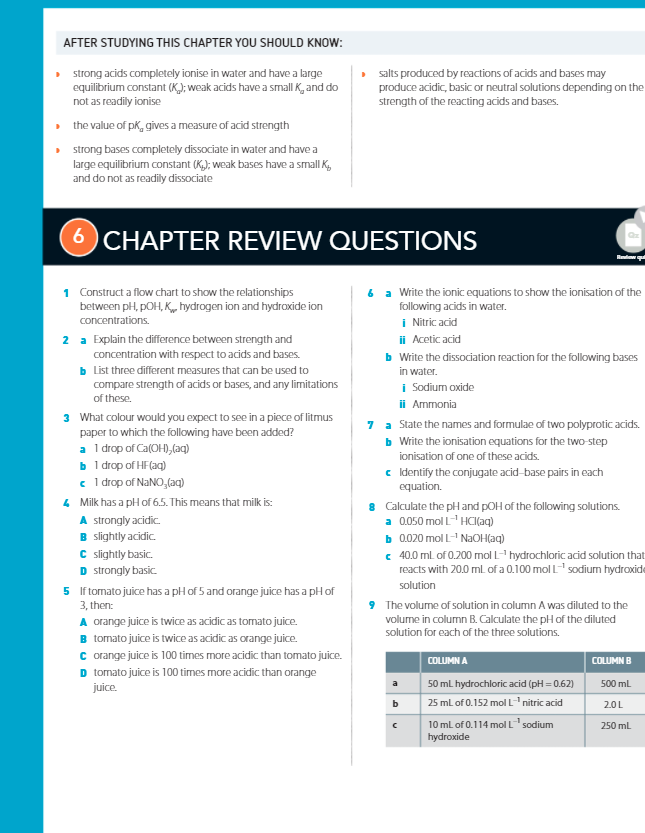 AFTER STUDYING THIS CHAPTER YOU SHOULD KNOW:
strong acids completely ionise in water and have a large
equilibrium constant (Kₐ); weak acids have a small Kₐ and do
not as readily ionise
the value of pKₐ gives a measure of acid strength
strong bases completely dissociate in water and have a
large equilibrium constant (K_b); weak bases have a small K_b
and do not as readily dissociate
salts produced by reactions of acids and bases may
produce acidic, basic or neutral solutions depending on the
strength of the reacting acids and bases.
6 CHAPTER REVIEW QUESTIONS
1 Construct a flow chart to show the relationships
between pH, pOH, K_w, hydrogen ion and hydroxide ion
concentrations.
2 a Explain the difference between strength and
concentration with respect to acids and bases.
b List three different measures that can be used to
compare strength of acids or bases, and any limitations
of these.
3 What colour would you expect to see in a piece of litmus
paper to which the following have been added?
a 1 drop of Ca(OH)₂(aq)
b 1 drop of HF(aq)
c 1 drop of NaNO₃(aq)
4 Milk has a pH of 6.5. This means that milk is:
A strongly acidic.
B slightly acidic.
C slightly basic.
D strongly basic.
5 If tomato juice has a pH of 5 and orange juice has a pH of
3, then:
A orange juice is twice as acidic as tomato juice.
B tomato juice is twice as acidic as orange juice.
C orange juice is 100 times more acidic than tomato juice.
D tomato juice is 100 times more acidic than orange
juice.
6 a Write the ionic equations to show the ionisation of the
following acids in water.
i Nitric acid
ii Acetic acid
b Write the dissociation reaction for the following bases
in water.
i Sodium oxide
ii Ammonia
7 a State the names and formulae of two polyprotic acids.
b Write the ionisation equations for the two-step
ionisation of one of these acids.
c Identify the conjugate acid–base pairs in each
equation.
8 Calculate the pH and pOH of the following solutions.
a 0.050 mol L⁻¹ HCl(aq)
b 0.020 mol L⁻¹ NaOH(aq)
c 40.0 mL of 0.200 mol L⁻¹ hydrochloric acid solution that
reacts with 20.0 mL of a 0.100 mol L⁻¹ sodium hydroxide
solution
9 The volume of solution in column A was diluted to the
volume in column B. Calculate the pH of the diluted
solution for each of the three solutions.
COLUMN A COLUMN B
a 50 mL hydrochloric acid (pH = 0.62) 500 mL
b 25 mL of 0.152 mol L⁻¹ nitric acid 2.0 L
c 10 mL of 0.114 mol L⁻¹ sodium 250 mL
hydroxide